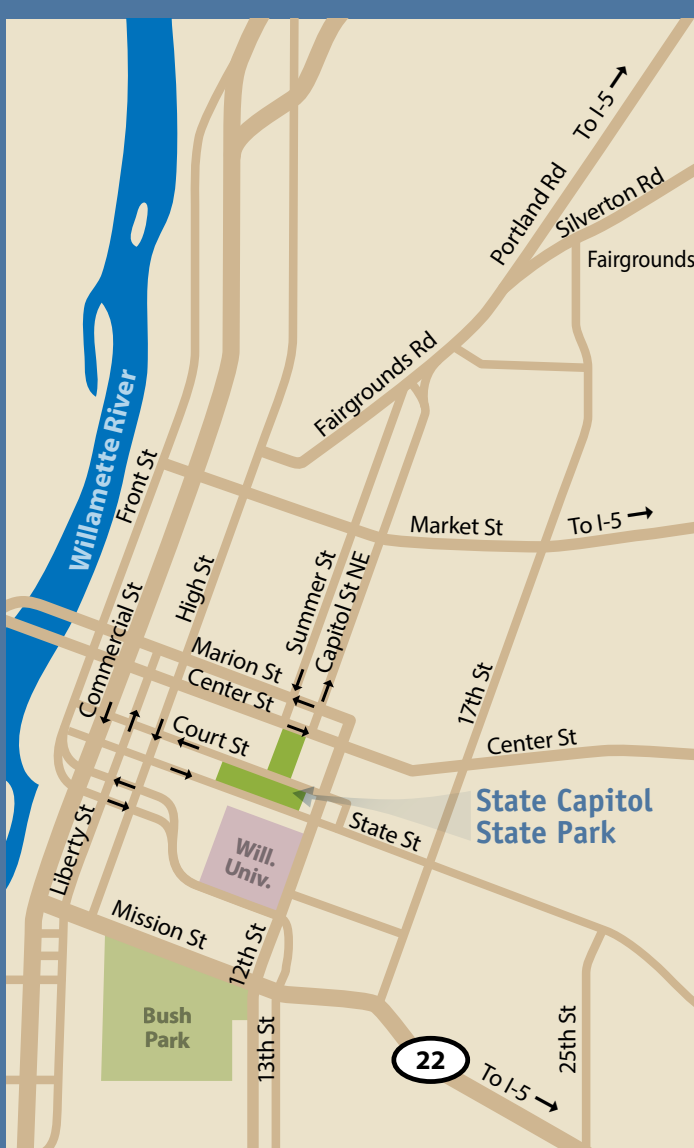 To I-5
Portland Rd
Silverton Rd
Fairgrounds
Fairgrounds Rd
Willamette River
Front St
Market St
To I-5
High St
Summer St
Capitol St NE
Commercial St
Marion St
Center St
17th St
Court St
Center St
State Capitol
State Park
State St
Liberty St
Will.
Univ.
Mission St
12th St
Bush
Park
13th St
25th St
22
To I-5